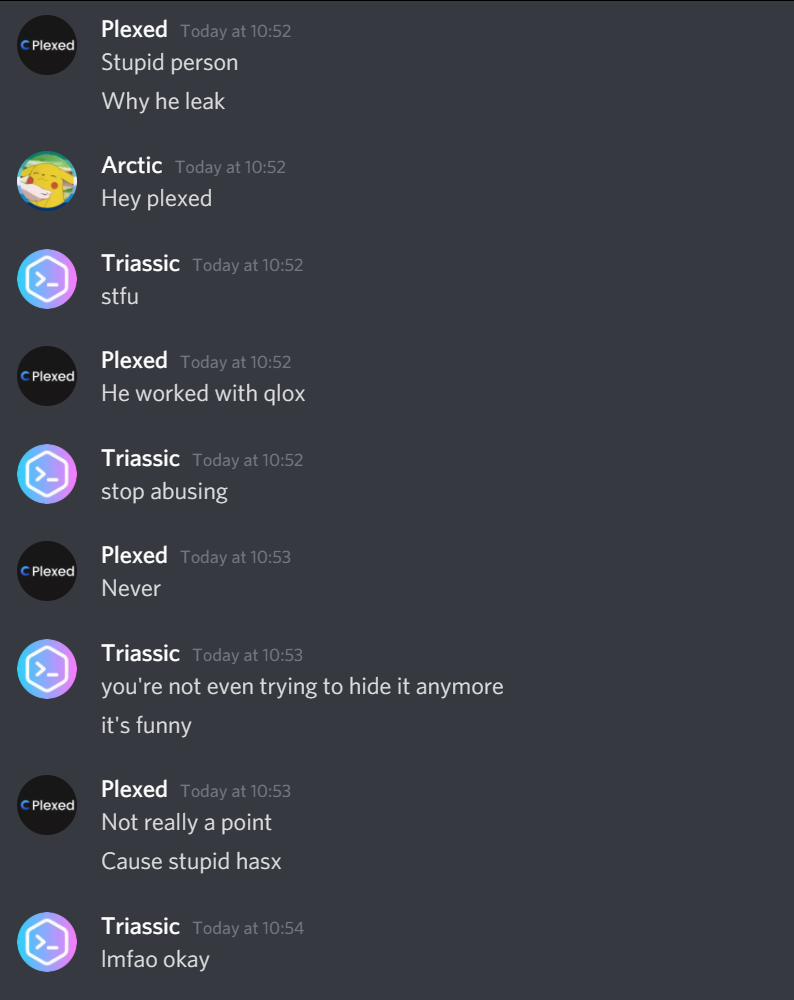 Plexed Today at 10:52
C Plexed
Stupid person
Why he leak
Arctic Today at 10:52
Hey plexed
Triassic Today at 10:52
>_
stfu
Plexed Today at 10:52
C Plexed
He worked with qlox
Triassic Today at 10:52
>_
stop abusing
Plexed Today at 10:53
C Plexed
Never
Triassic Today at 10:53
>_
you're not even trying to hide it anymore
it's funny
Plexed Today at 10:53
C Plexed
Not really a point
Cause stupid hasx
Triassic Today at 10:54
>_
lmfao okay